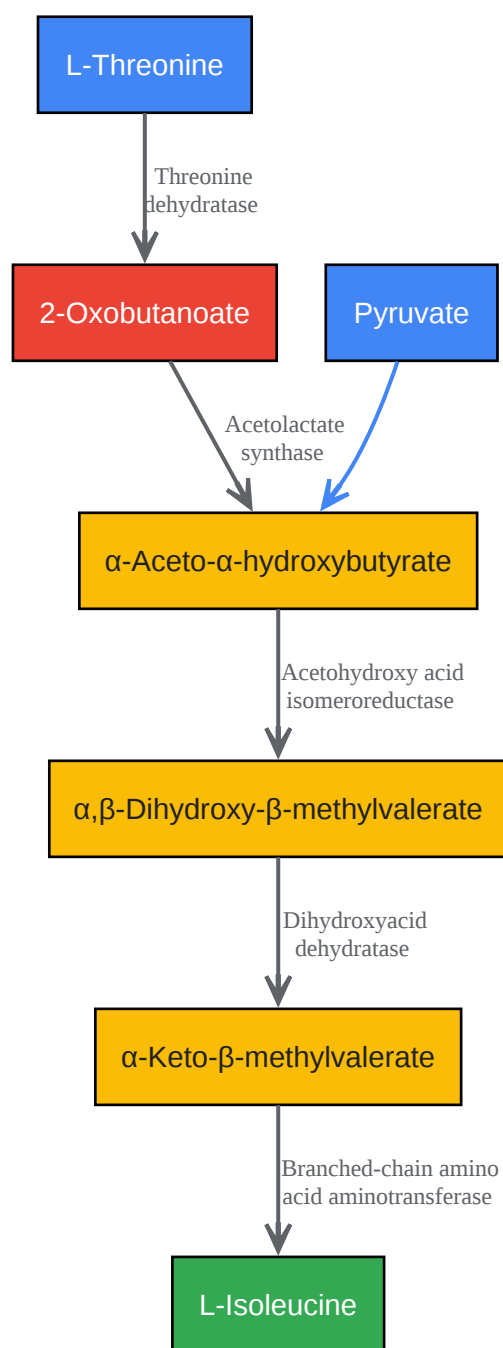 L-Threonine
Threonine
dehydratase
2-Oxobutanoate
Pyruvate
Acetolactate
synthase
α-Aceto-α-hydroxybutyrate
Acetohydroxy acid
isomeroreductase
α,β-Dihydroxy-β-methylvalerate
Dihydroxyacid
dehydratase
α-Keto-β-methylvalerate
Branched-chain amino
acid aminotransferase
L-Isoleucine